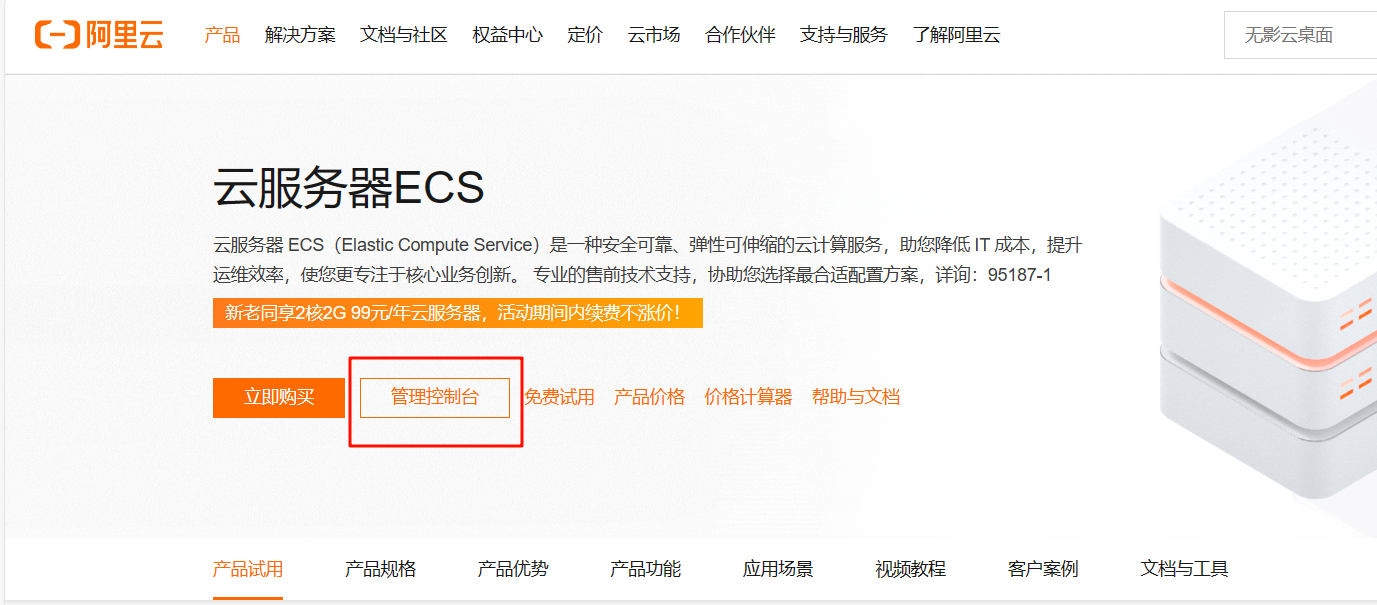 阿里云 产品 解决方案 文档与社区 权益中心 定价 云市场 合作伙伴 支持与服务 了解阿里云 无影云桌面
云服务器ECS
云服务器 ECS（Elastic Compute Service）是一种安全可靠、弹性可伸缩的云计算服务，助您降低 IT 成本，提升
运维效率，使您更专注于核心业务创新。 专业的售前技术支持，协助您选择最合适配置方案，详询：95187-1
新老同享2核2G 99元/年云服务器，活动期间内续费不涨价！
立即购买 管理控制台 免费试用 产品价格 价格计算器 帮助与文档
产品试用 产品规格 产品优势 产品功能 应用场景 视频教程 客户案例 文档与工具